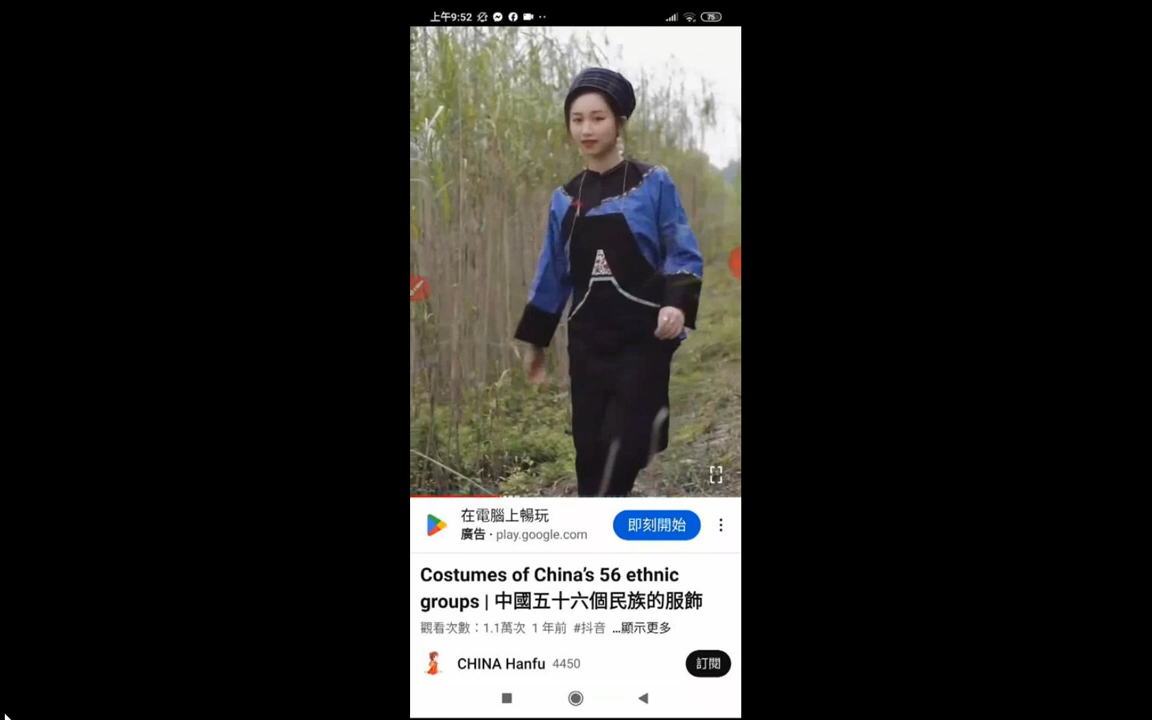 上午9:52
75
在電腦上暢玩
廣告 · play.google.com
即刻開始
Costumes of China’s 56 ethnic
groups | 中國五十六個民族的服飾
觀看次數：1.1萬次 1 年前 #抖音 ...顯示更多
CHINA Hanfu 4450
訂閱